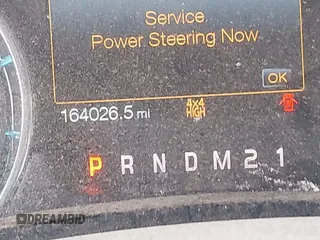 Service
Power Steering Now
OK
164026.5 mi
4x4
HIGH
P R N D M 2 1
DREAMBID